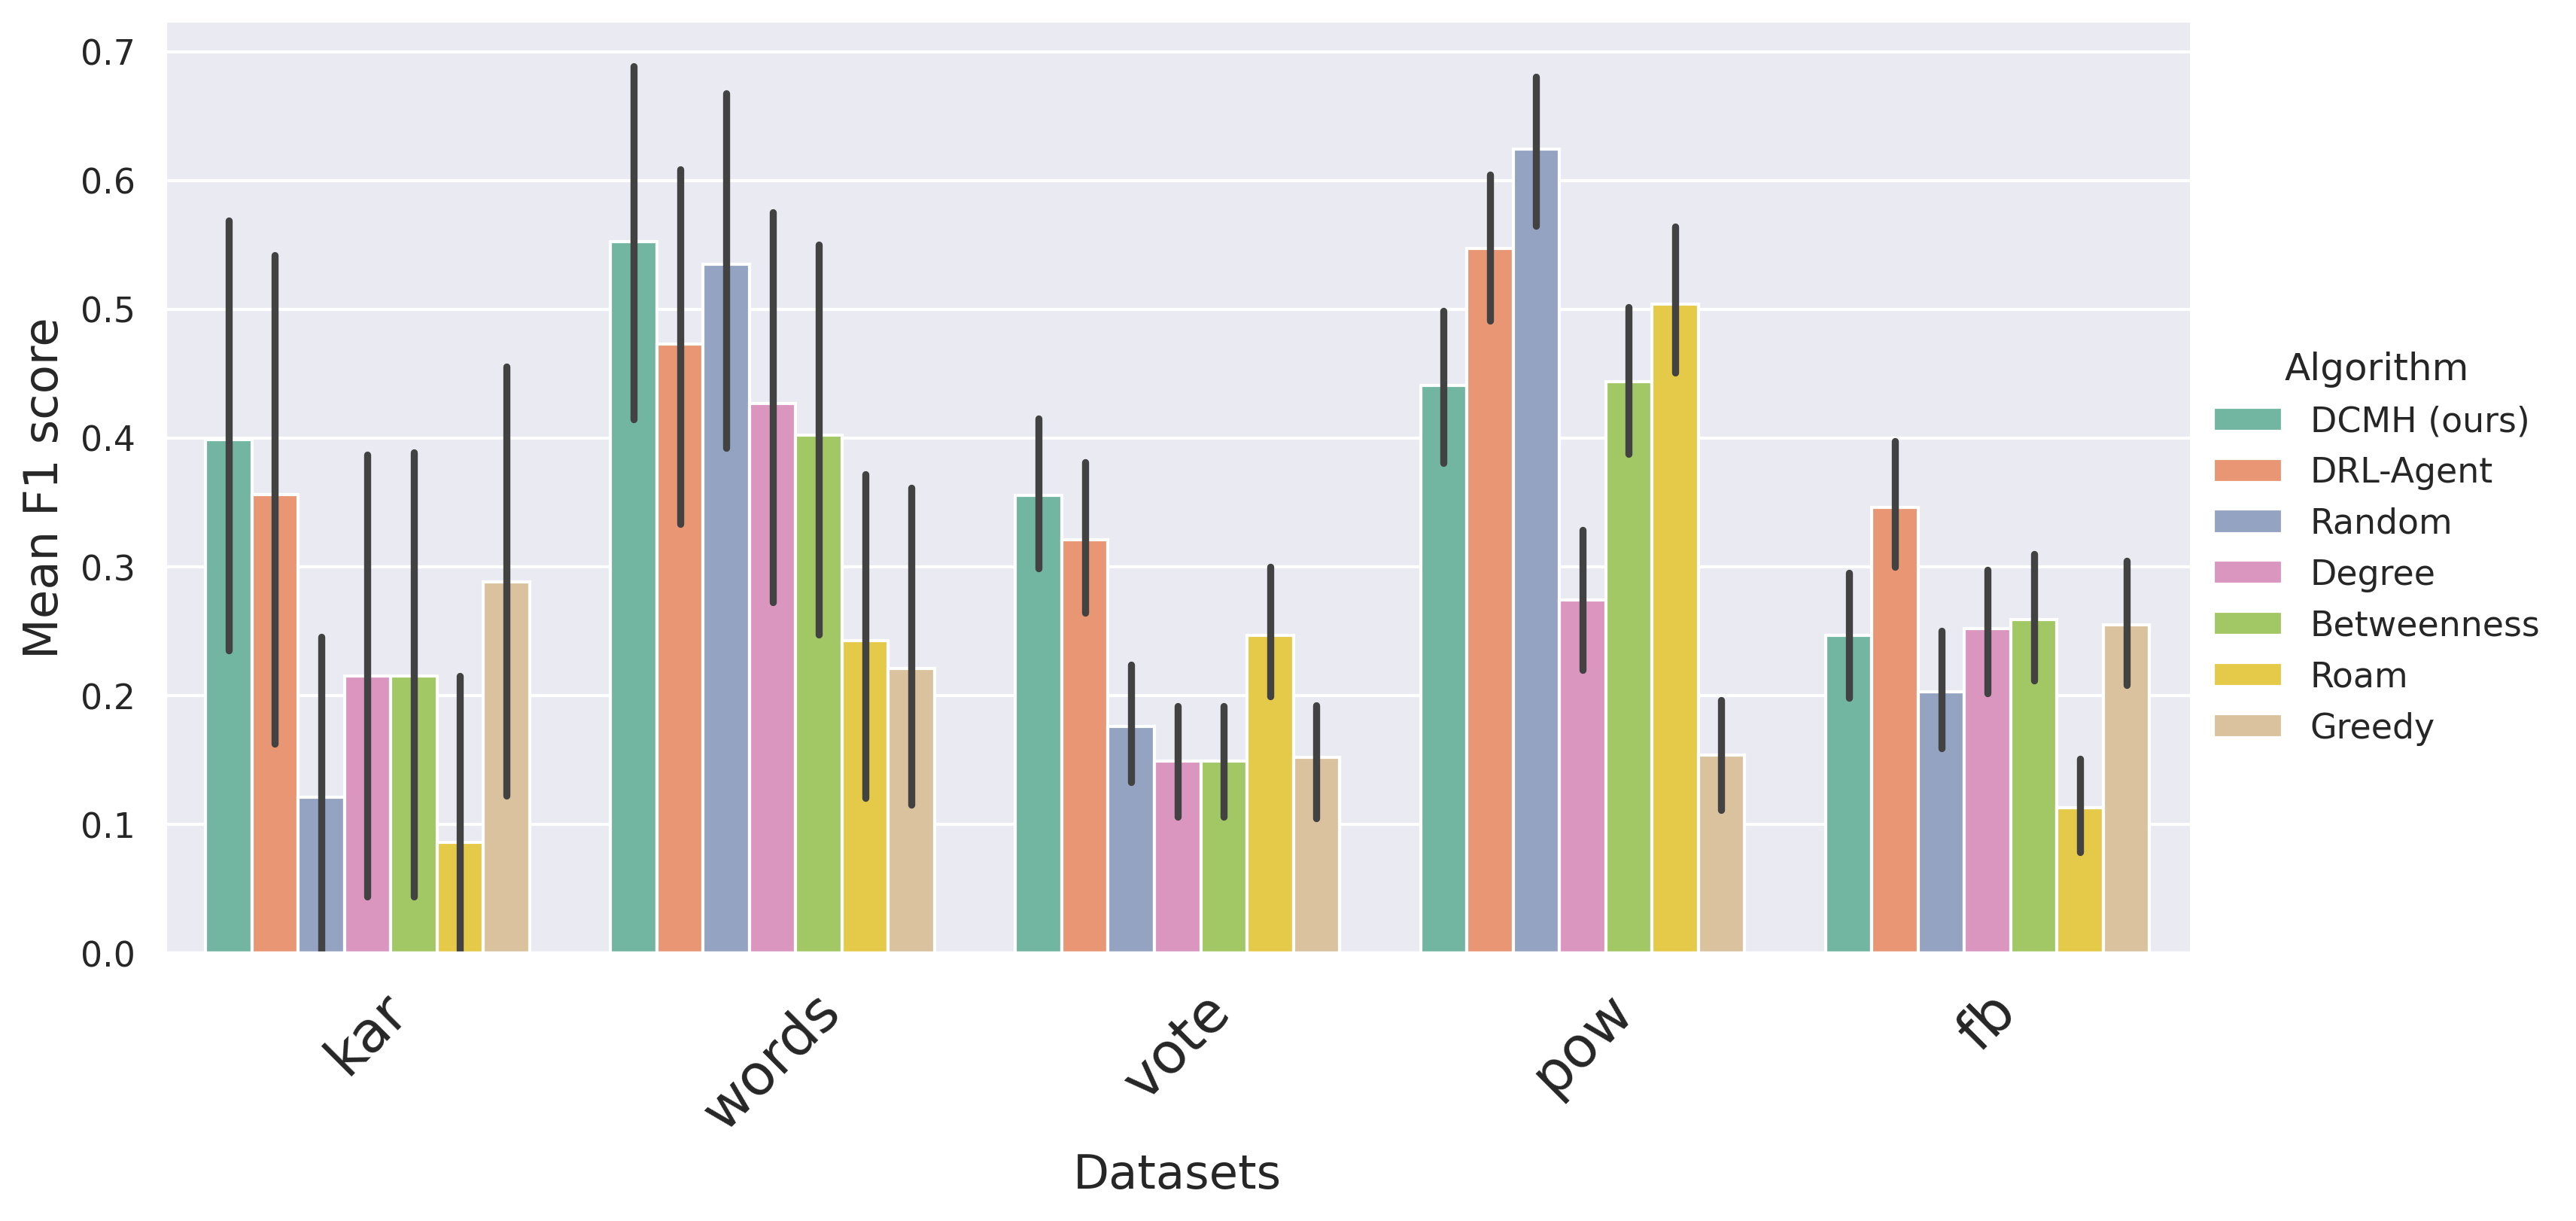 Mean F1 score
0.7
0.6
0.5
0.4
0.3
0.2
0.1
0.0
kar
words
vote
pow
fb
Datasets
Algorithm
DCMH (ours)
DRL-Agent
Random
Degree
Betweenness
Roam
Greedy